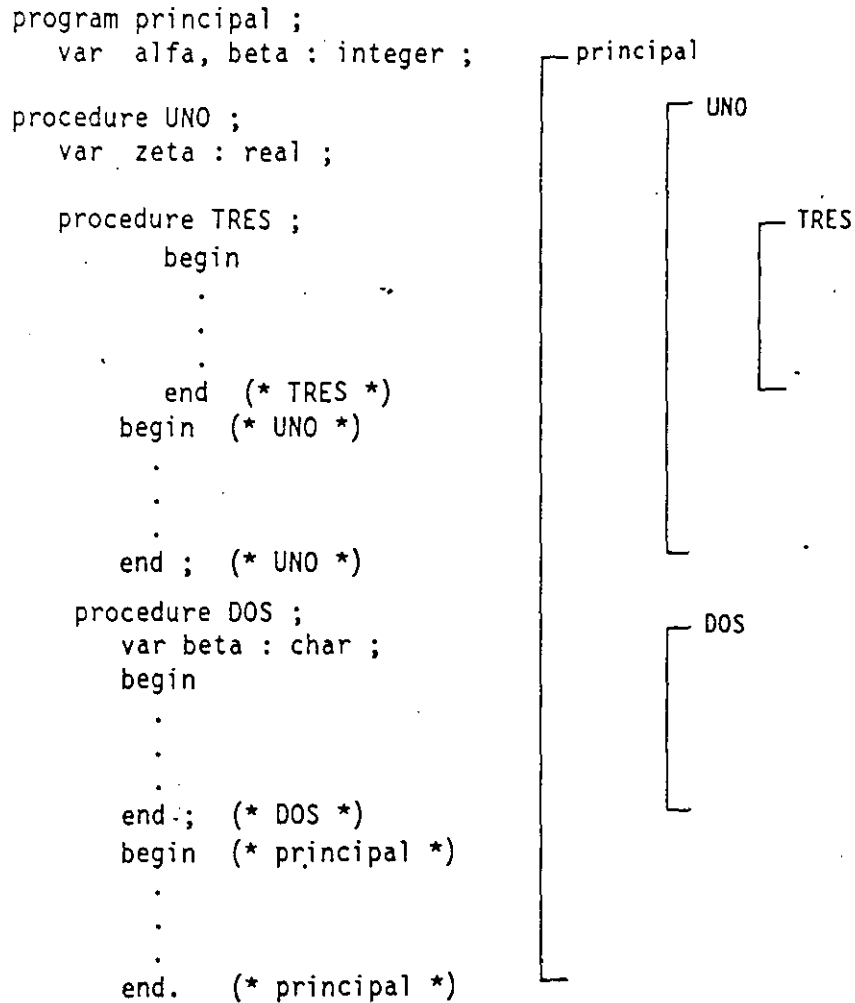 program principal ;
var alfa, beta : integer ;
principal
procedure UNO ;
UNO
var zeta : real ;
procedure TRES ;
TRES
begin
.
.
.
end (* TRES *)
begin (* UNO *)
.
.
.
end ; (* UNO *)
procedure DOS ;
DOS
var beta : char ;
begin
.
.
.
end ; (* DOS *)
begin (* principal *)
.
.
.
end. (* principal *)